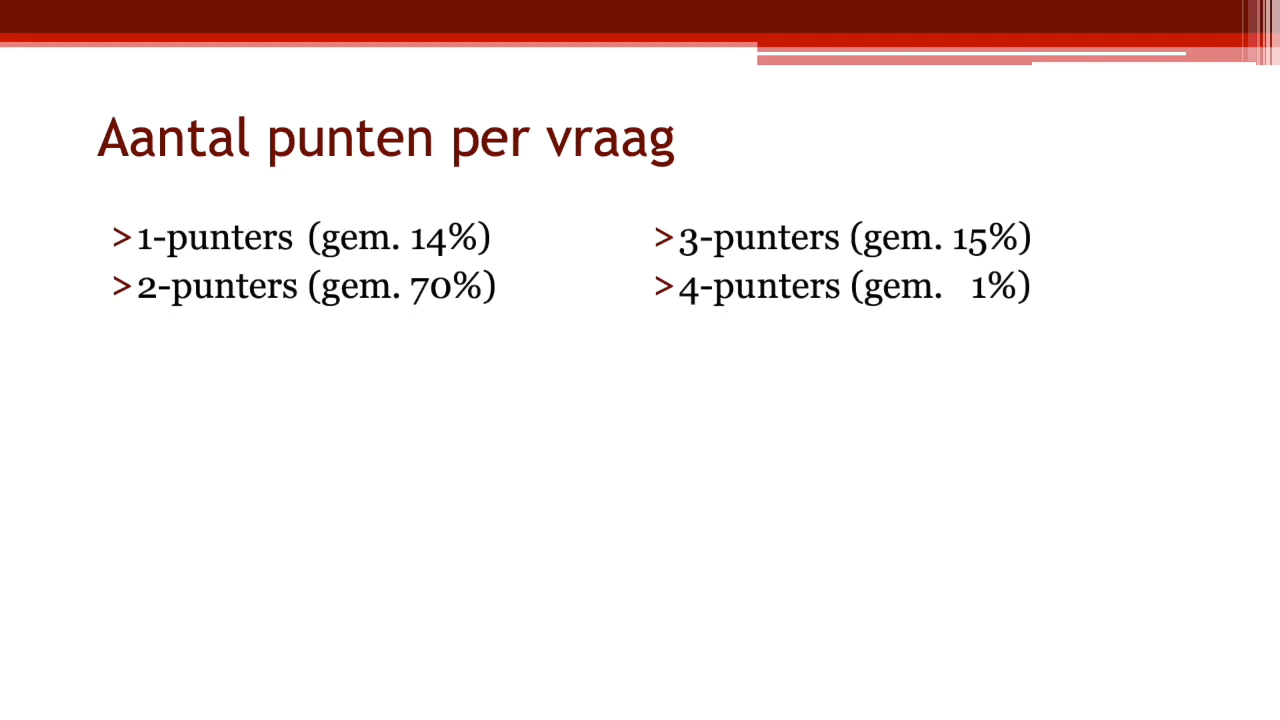 Aantal punten per vraag
>1-punters (gem. 14%)
>2-punters (gem. 70%)
>3-punters (gem. 15%)
>4-punters (gem. 1%)